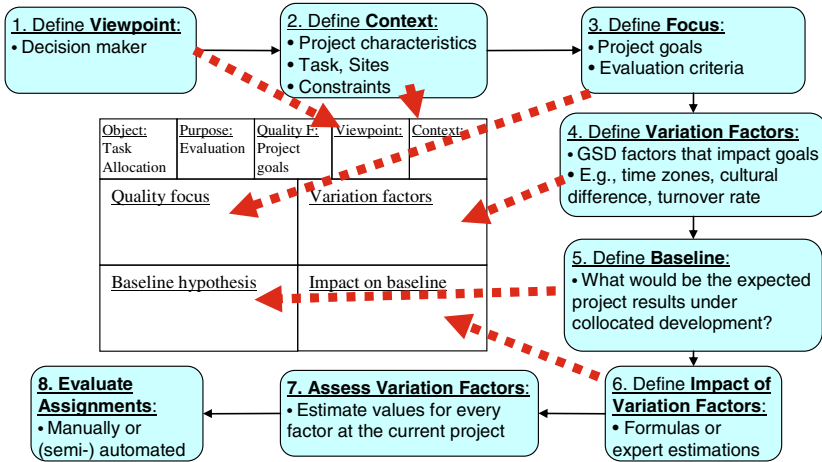 1. Define Viewpoint:
• Decision maker
2. Define Context:
• Project characteristics
• Task, Sites
• Constraints
3. Define Focus:
• Project goals
• Evaluation criteria
Object:
Task
Allocation
Purpose:
Evaluation
Quality F:
Project
goals
Viewpoint:
Context:
Quality focus
Variation factors
Baseline hypothesis
Impact on baseline
4. Define Variation Factors:
• GSD factors that impact goals
• E.g., time zones, cultural
difference, turnover rate
5. Define Baseline:
• What would be the expected
project results under
collocated development?
6. Define Impact of
Variation Factors:
• Formulas or
expert estimations
7. Assess Variation Factors:
• Estimate values for every
factor at the current project
8. Evaluate
Assignments:
• Manually or
(semi-) automated